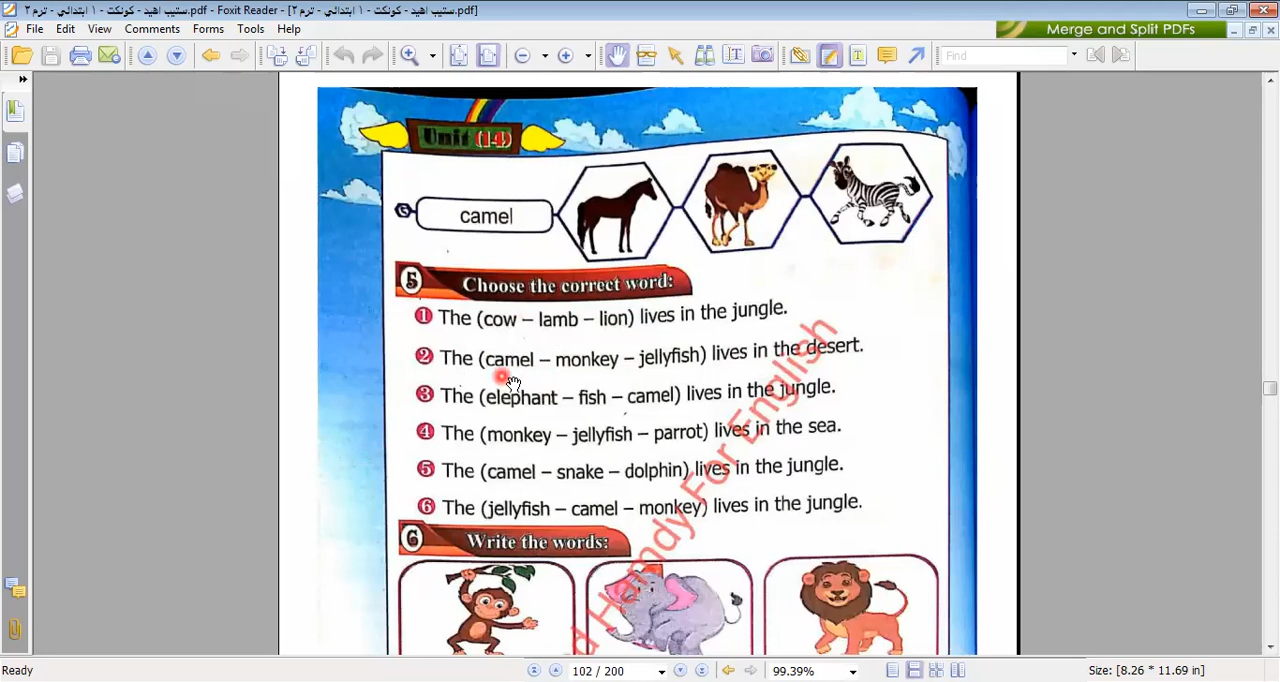 ستيب اهيد - كونكت - ١ ابتدائي - ترم ٢.pdf - Foxit Reader - [ستيب اهيد - كونكت - ١ ابتدائي - ترم ٢.pdf]
File Edit View Comments Forms Tools Help
Merge and Split PDFs
Find
Unit (14)
camel
5 Choose the correct word:
1 The (cow – lamb – lion) lives in the jungle.
2 The (camel – monkey – jellyfish) lives in the desert.
3 The (elephant – fish – camel) lives in the jungle.
4 The (monkey – jellyfish – parrot) lives in the sea.
5 The (camel – snake – dolphin) lives in the jungle.
6 The (jellyfish – camel – monkey) lives in the jungle.
6 Write the words:
d Hamdy For English
Ready
102 / 200
99.39%
Size: [8.26 * 11.69 in]